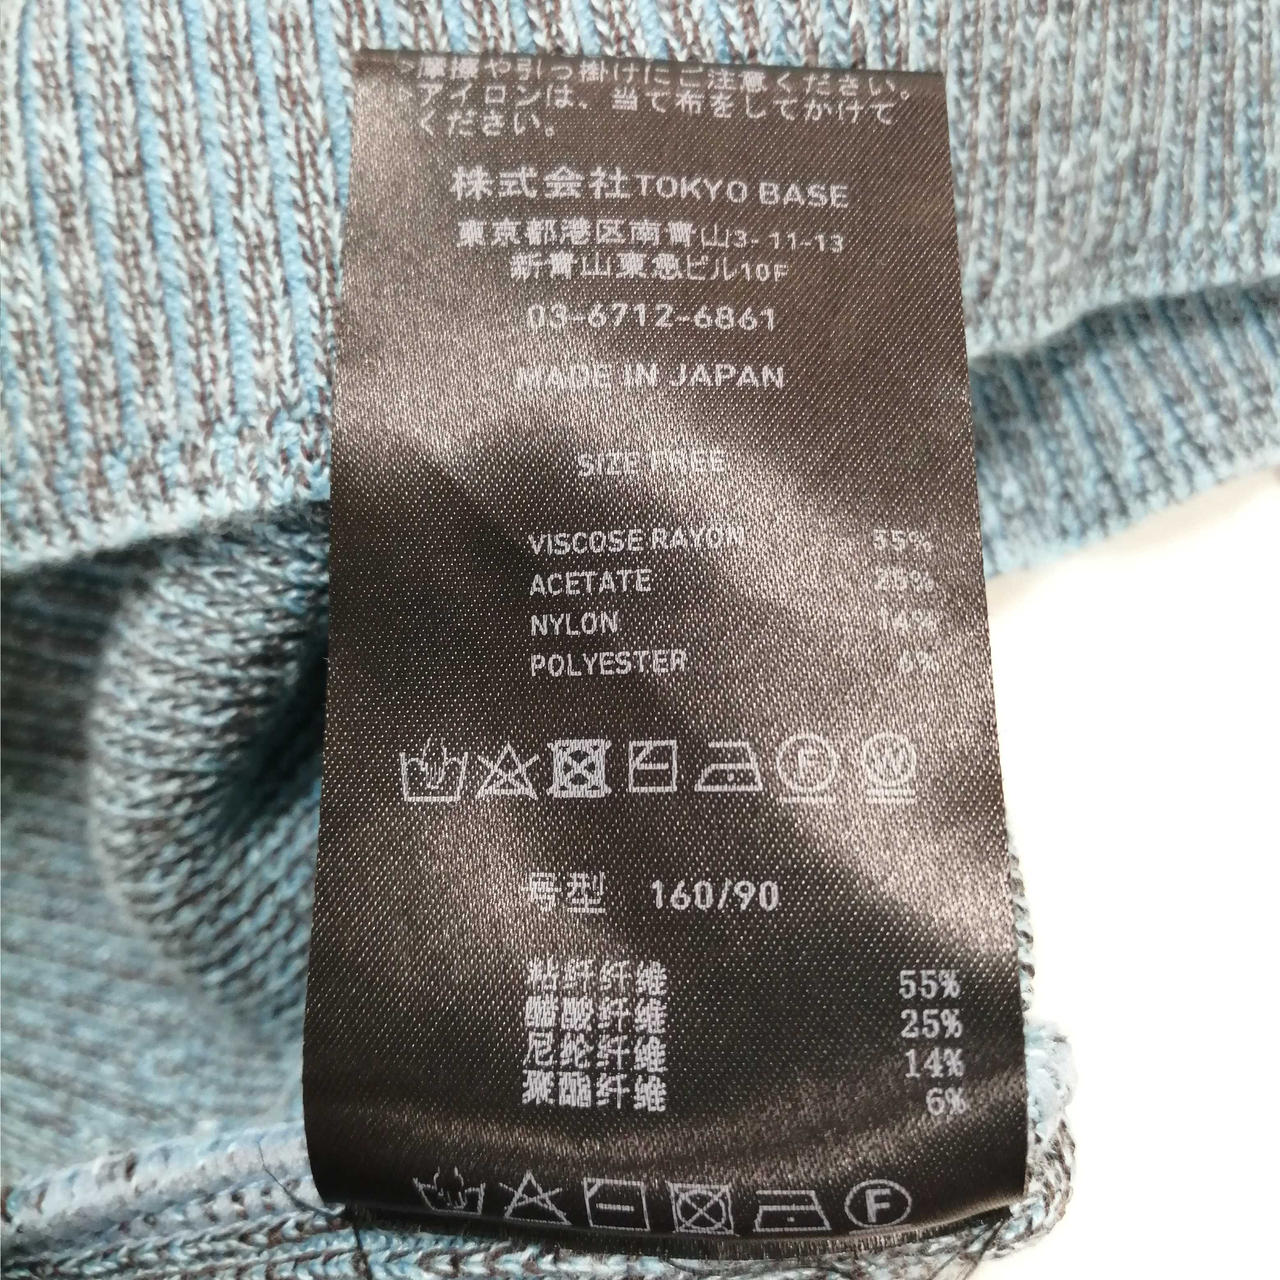 摩擦や引っ掛けにご注意ください。
アイロンは、当て布をしてかけて
ください。
株式会社TOKYO BASE
東京都港区南青山3-11-13
新青山東急ビル10F
03-6712-6861
MADE IN JAPAN
SIZE FREE
VISCOSE RAYON 55%
ACETATE 25%
NYLON 14%
POLYESTER 6%
F W
号型 160/90
粘纤纤维 55%
醋酸纤维 25%
尼纶纤维 14%
聚酯纤维 6%
F